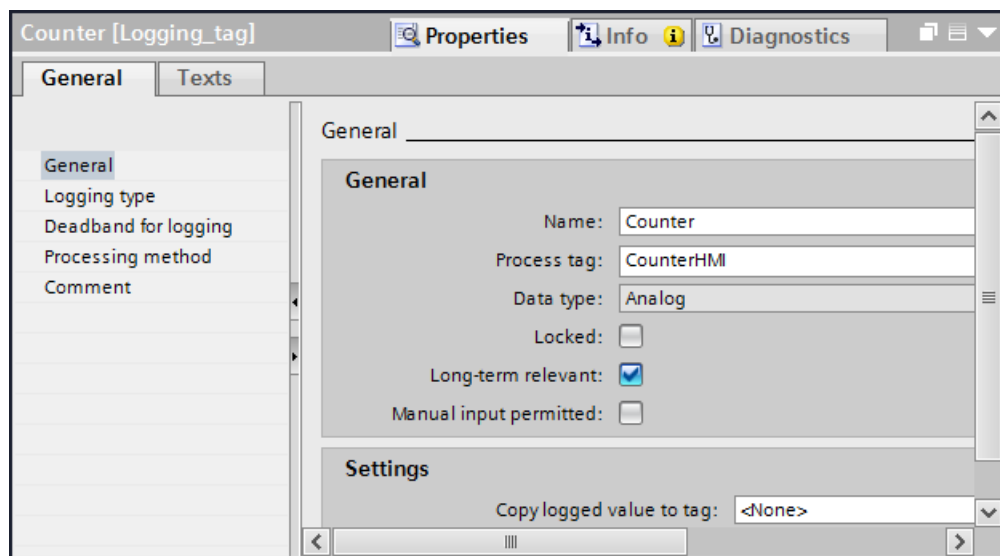 Counter [Logging_tag]
Properties
Info
Diagnostics
General
Texts
General
Logging type
Deadband for logging
Processing method
Comment
General
General
Name: Counter
Process tag: CounterHMI
Data type: Analog
Locked:
Long-term relevant:
Manual input permitted:
Settings
Copy logged value to tag: <None>